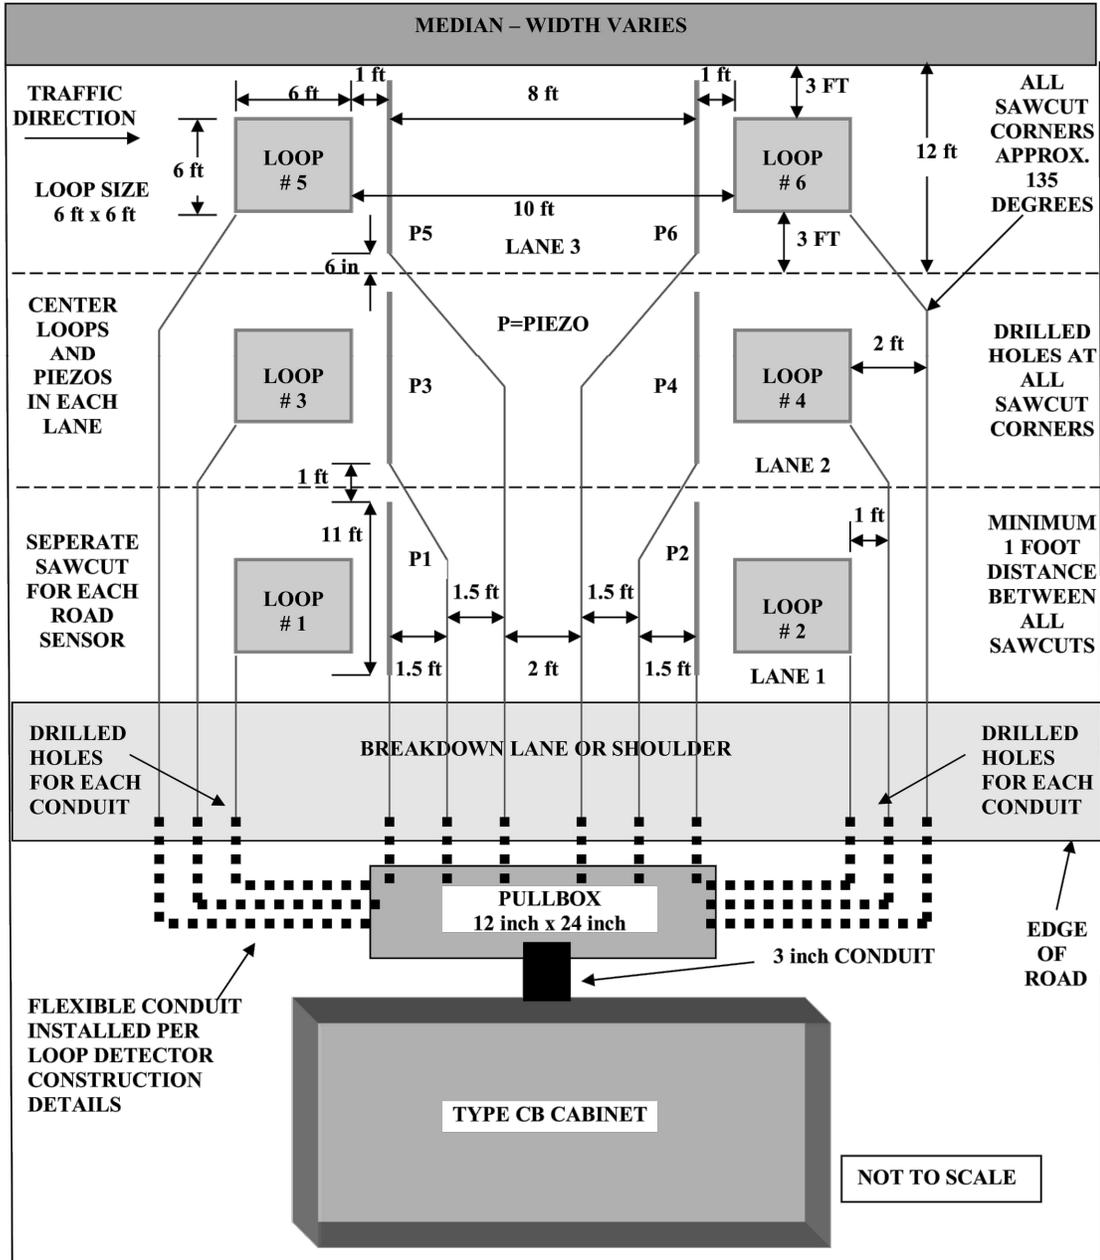 MEDIAN – WIDTH VARIES
TRAFFIC
DIRECTION
LOOP SIZE
6 ft x 6 ft
6 ft
6 ft
1 ft
8 ft
1 ft
3 FT
12 ft
ALL
SAWCUT
CORNERS
APPROX.
135
DEGREES
LOOP
# 5
LOOP
# 6
10 ft
P5
P6
LANE 3
3 FT
6 in
CENTER
LOOPS
AND
PIEZOS
IN EACH
LANE
P=PIEZO
LOOP
# 3
P3
P4
LOOP
# 4
2 ft
DRILLED
HOLES AT
ALL
SAWCUT
CORNERS
LANE 2
1 ft
11 ft
1 ft
SEPERATE
SAWCUT
FOR EACH
ROAD
SENSOR
LOOP
# 1
P1
P2
1.5 ft
1.5 ft
1.5 ft
2 ft
1.5 ft
LOOP
# 2
LANE 1
MINIMUM
1 FOOT
DISTANCE
BETWEEN
ALL
SAWCUTS
DRILLED
HOLES
FOR EACH
CONDUIT
BREAKDOWN LANE OR SHOULDER
DRILLED
HOLES
FOR EACH
CONDUIT
PULLBOX
12 inch x 24 inch
3 inch CONDUIT
EDGE
OF
ROAD
FLEXIBLE CONDUIT
INSTALLED PER
LOOP DETECTOR
CONSTRUCTION
DETAILS
TYPE CB CABINET
NOT TO SCALE